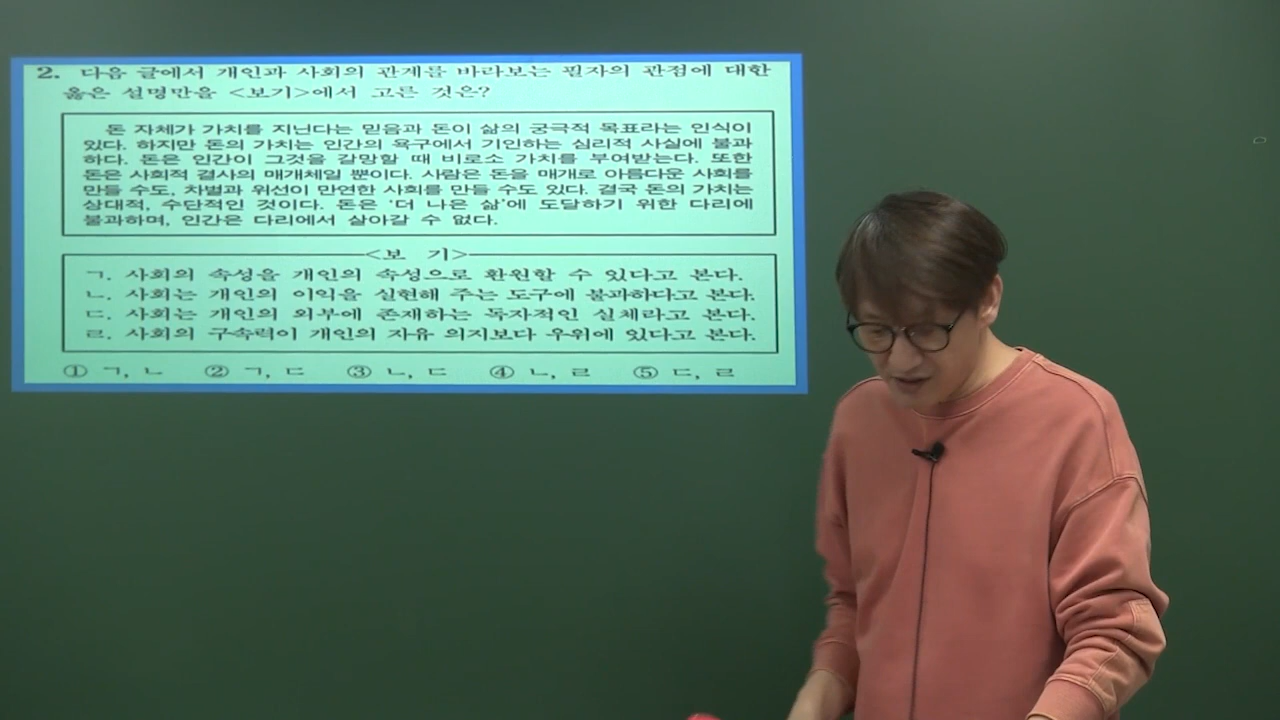 2. 다음 글에서 개인과 사회의 관계를 바라보는 필자의 관점에 대한
옳은 설명만을 <보기>에서 고른 것은?
돈 자체가 가치를 지닌다는 믿음과 돈이 삶의 궁극적 목표라는 인식이
있다. 하지만 돈의 가치는 인간의 욕구에서 기인하는 심리적 사실에 불과
하다. 돈은 인간이 그것을 갈망할 때 비로소 가치를 부여받는다. 또한
돈은 사회적 결사의 매개체일 뿐이다. 사람은 돈을 매개로 아름다운 사회를
만들 수도, 차별과 위선이 만연한 사회를 만들 수도 있다. 결국 돈의 가치는
상대적, 수단적인 것이다. 돈은 ‘더 나은 삶’에 도달하기 위한 다리에
불과하며, 인간은 다리에서 살아갈 수 없다.
<보 기>
ㄱ. 사회의 속성을 개인의 속성으로 환원할 수 있다고 본다.
ㄴ. 사회는 개인의 이익을 실현해 주는 도구에 불과하다고 본다.
ㄷ. 사회는 개인의 외부에 존재하는 독자적인 실체라고 본다.
ㄹ. 사회의 구속력이 개인의 자유 의지보다 우위에 있다고 본다.
① ㄱ, ㄴ ② ㄱ, ㄷ ③ ㄴ, ㄷ ④ ㄴ, ㄹ ⑤ ㄷ, ㄹ